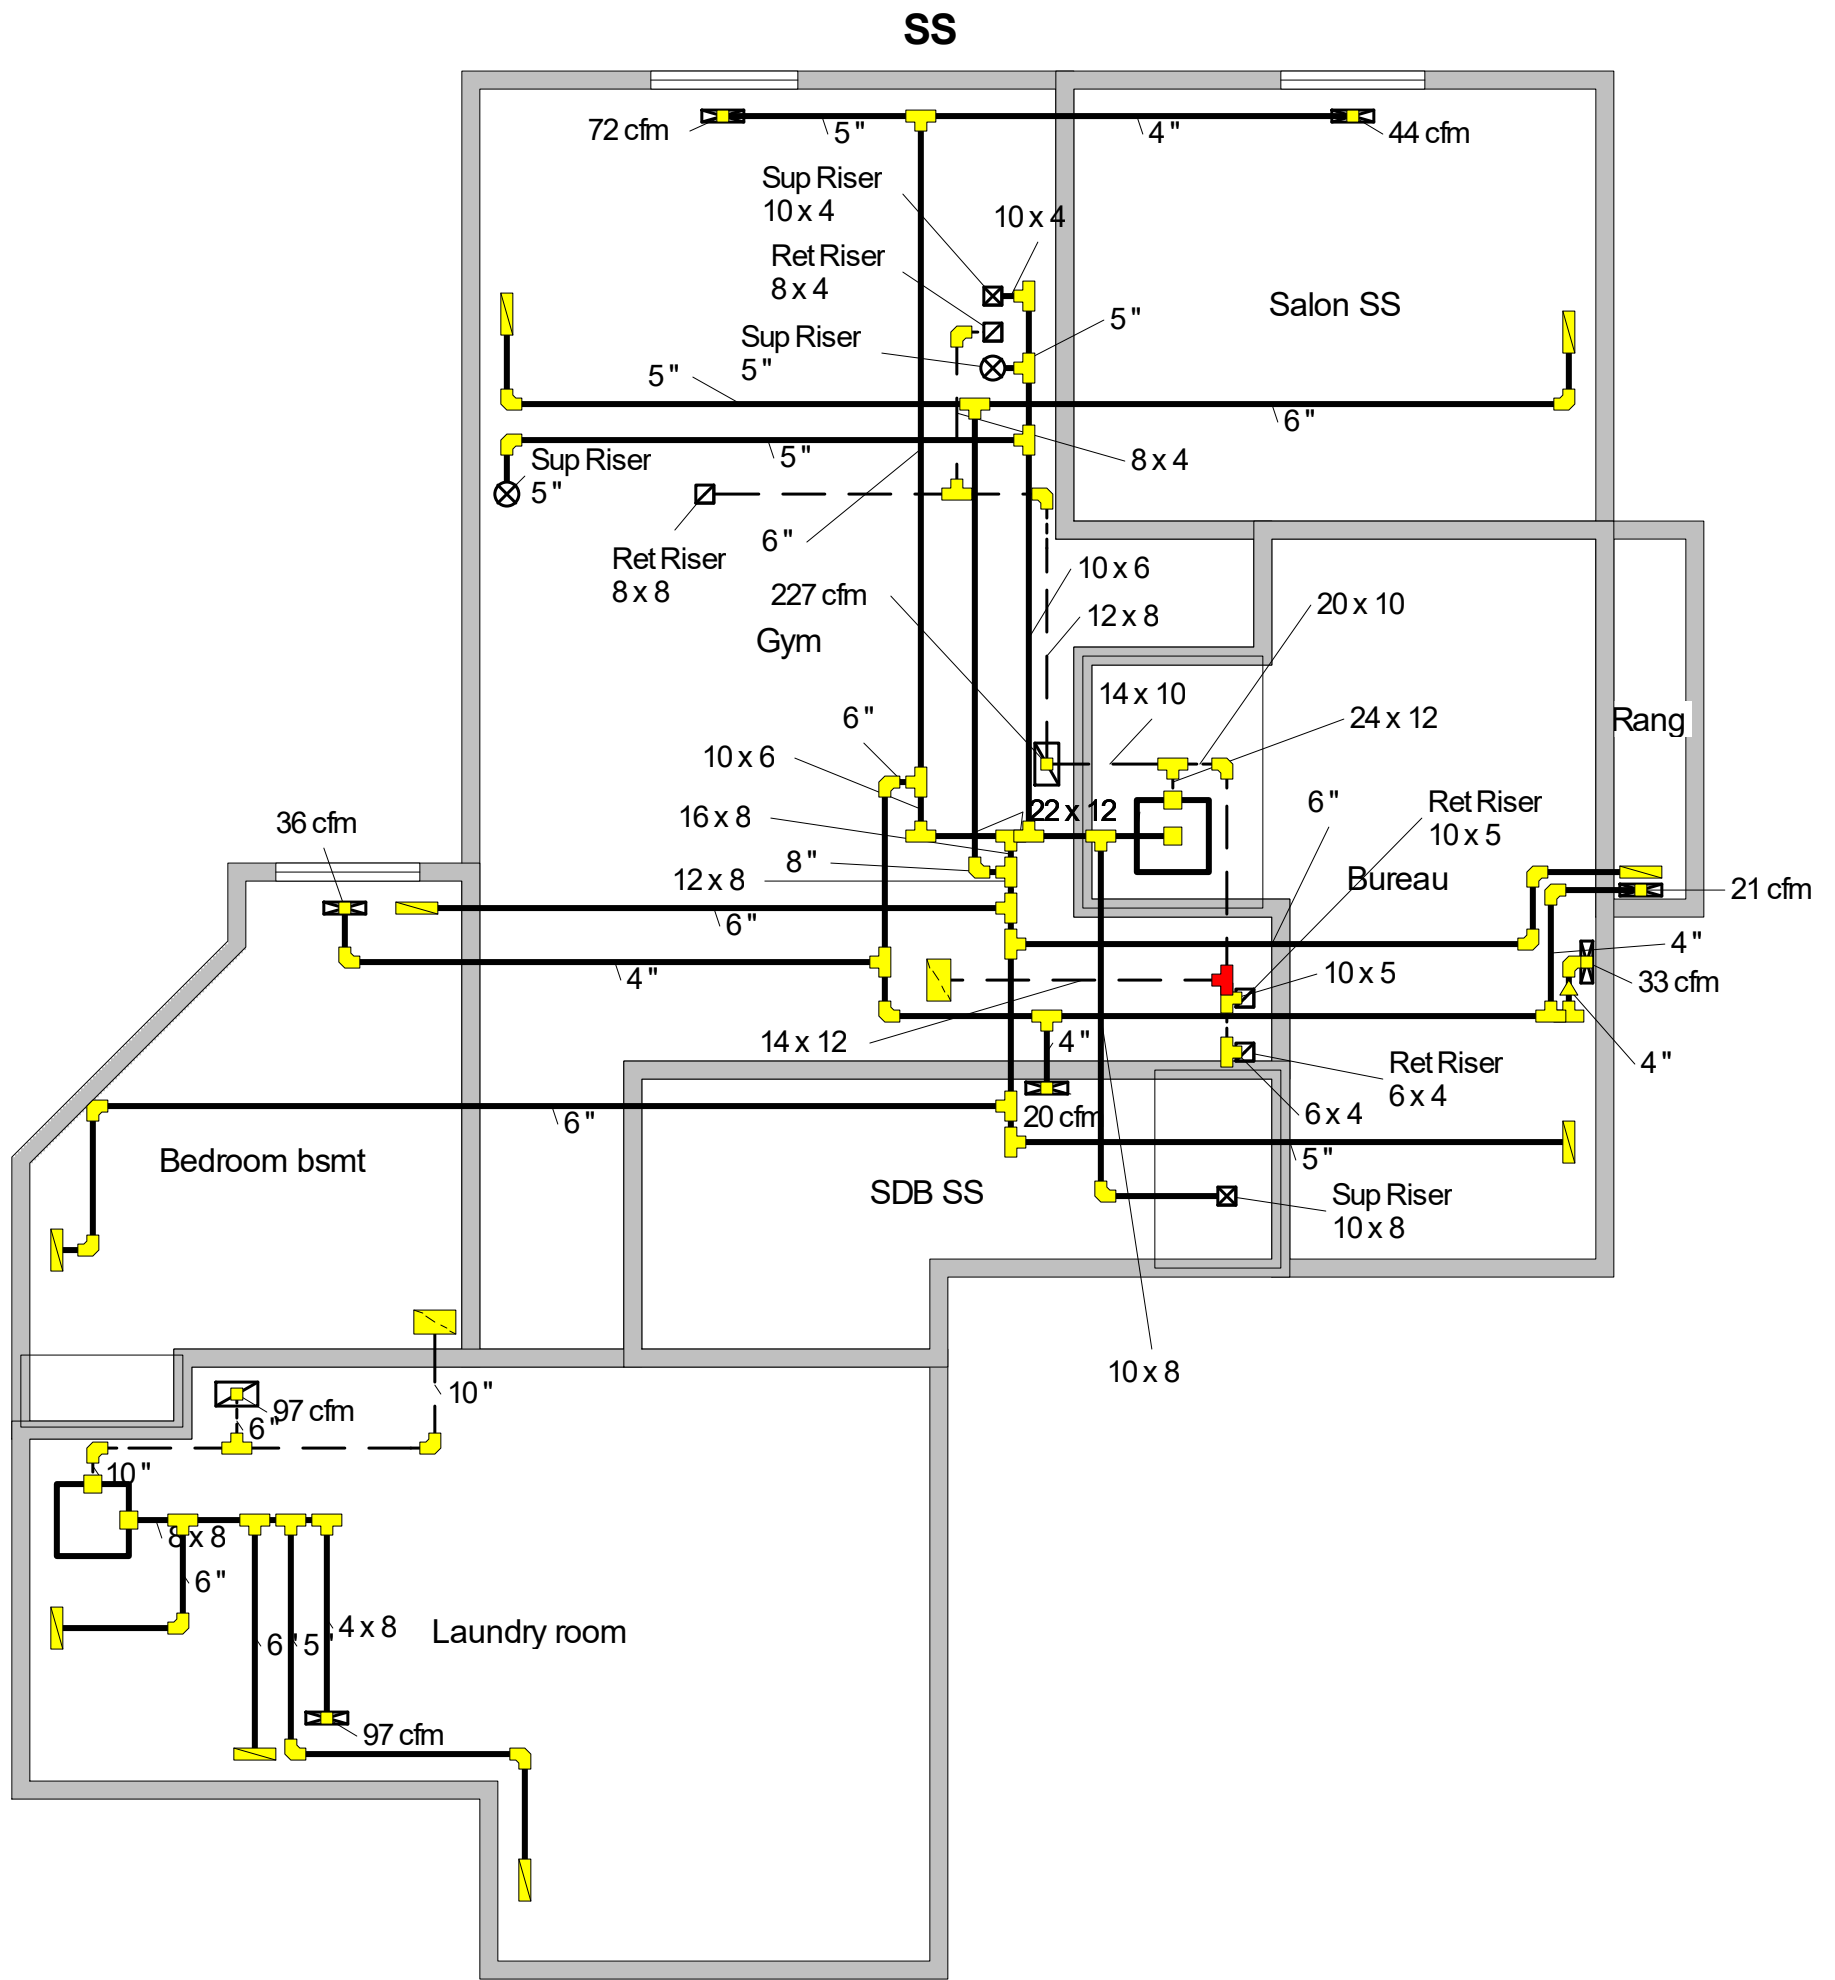 SS
72 cfm
5 "
4 "
44 cfm
Sup Riser
10 x 4
10 x 4
Ret Riser
8 x 4
Salon SS
Sup Riser
5 "
5 "
5 "
6 "
Sup Riser
5 "
5 "
8 x 4
6 "
Ret Riser
8 x 8
10 x 6
227 cfm
12 x 8
20 x 10
Gym
14 x 10
24 x 12
Rang
6 "
10 x 6
16 x 8
22 x 12
6 "
Ret Riser
10 x 5
36 cfm
8 "
12 x 8
Bureau
21 cfm
6 "
4 "
4 "
10 x 5
33 cfm
14 x 12
4 "
Ret Riser
6 x 4
4 "
20 cfm
6 x 4
6 "
5 "
Bedroom bsmt
SDB SS
Sup Riser
10 x 8
10 x 8
10 "
97 cfm
6 "
10 "
8 x 8
6 "
6 "
5 "
4 x 8
Laundry room
97 cfm